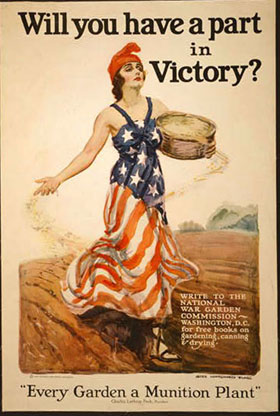 Will you have a part
in
Victory?
WRITE TO THE
NATIONAL
WAR GARDEN
COMMISSION —
WASHINGTON, D.C.
for free books on
gardening, canning
& drying.
"Every Garden a Munition Plant"
Charles Lathrop Pack, President